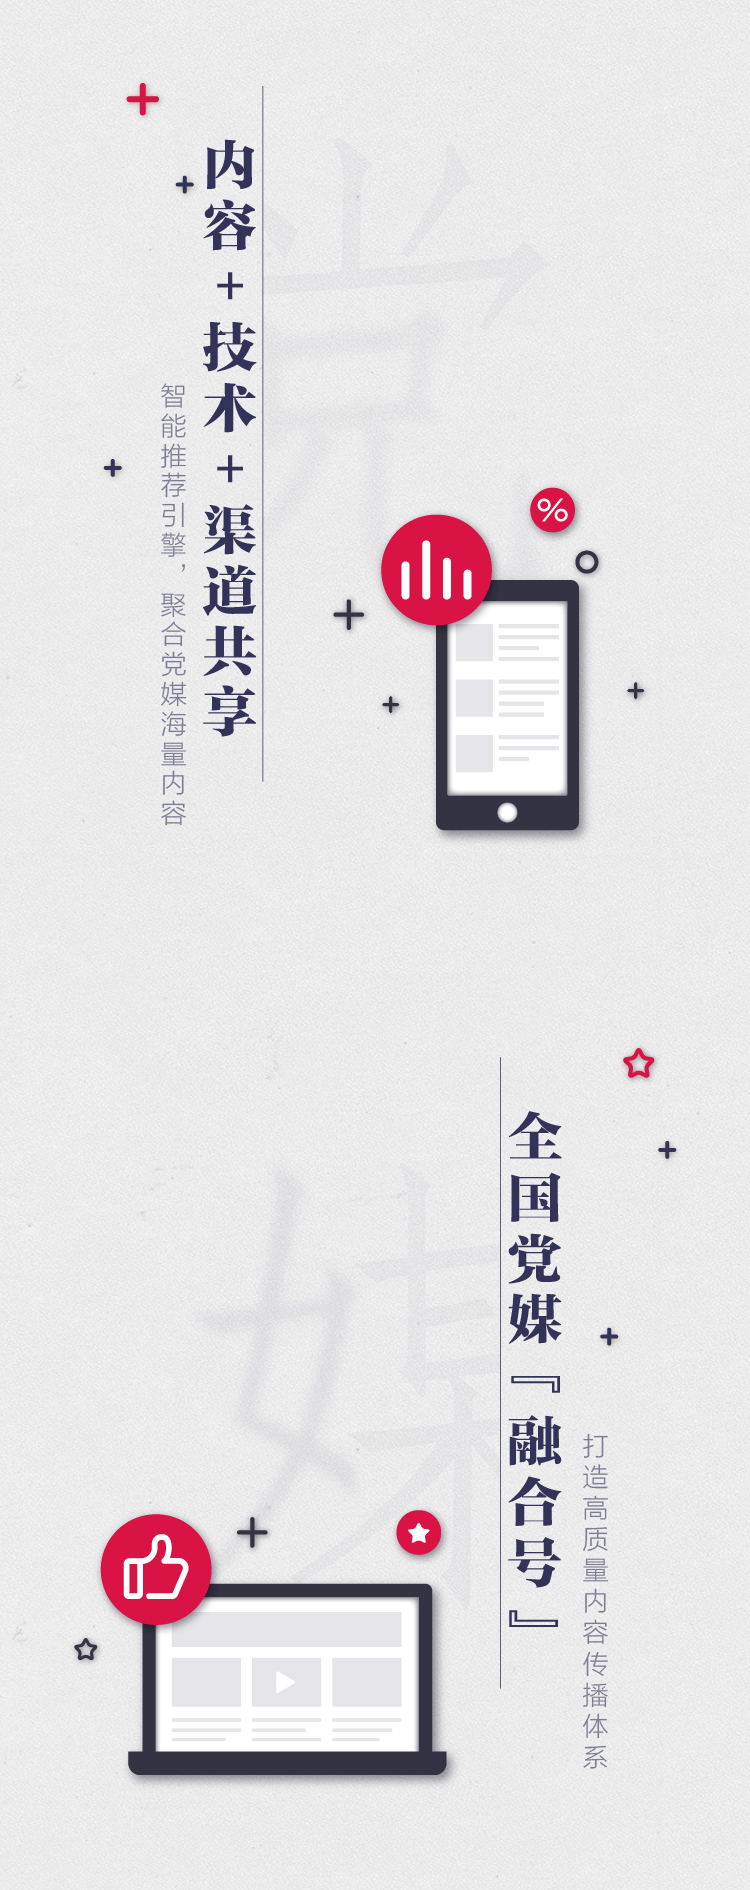 党
内容+技术+渠道共享
智能推荐引擎，聚合党媒海量内容
%
媒
全国党媒『融合号』
打造高质量内容传播体系